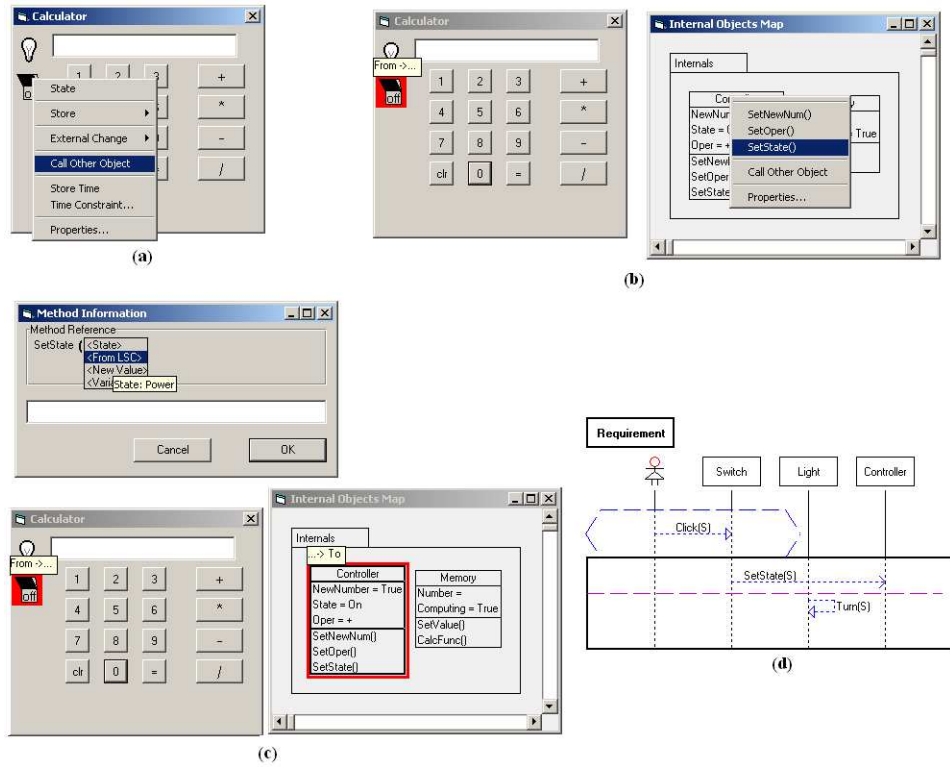 Calculator
off
1 2 3 +
*
-
/
State
Store
External Change
Call Other Object
Store Time
Time Constraint...
Properties...
(a)
Calculator
From ->...
off
1 2 3 +
4 5 6 *
7 8 9 -
clr 0 = /
Internal Objects Map
Internals
State =
Oper = +
True
SetNewNum()
SetOper()
SetState()
Call Other Object
Properties...
SetOper
SetState
(b)
Method Information
Method Reference
SetState (
<State>
<From LSC>
<New Value>
State: Power
Cancel OK
Calculator
From ->...
off
1 2 3 +
4 5 6 *
7 8 9 -
clr 0 = /
Internal Objects Map
Internals
...-> To
Controller
NewNumber = True
State = On
Oper = +
SetNewNum()
SetOper()
SetState()
Memory
Number =
Computing = True
SetValue()
CalcFunc()
(c)
Requirement
Switch Light Controller
Click(S)
SetState(S)
Turn(S)
(d)